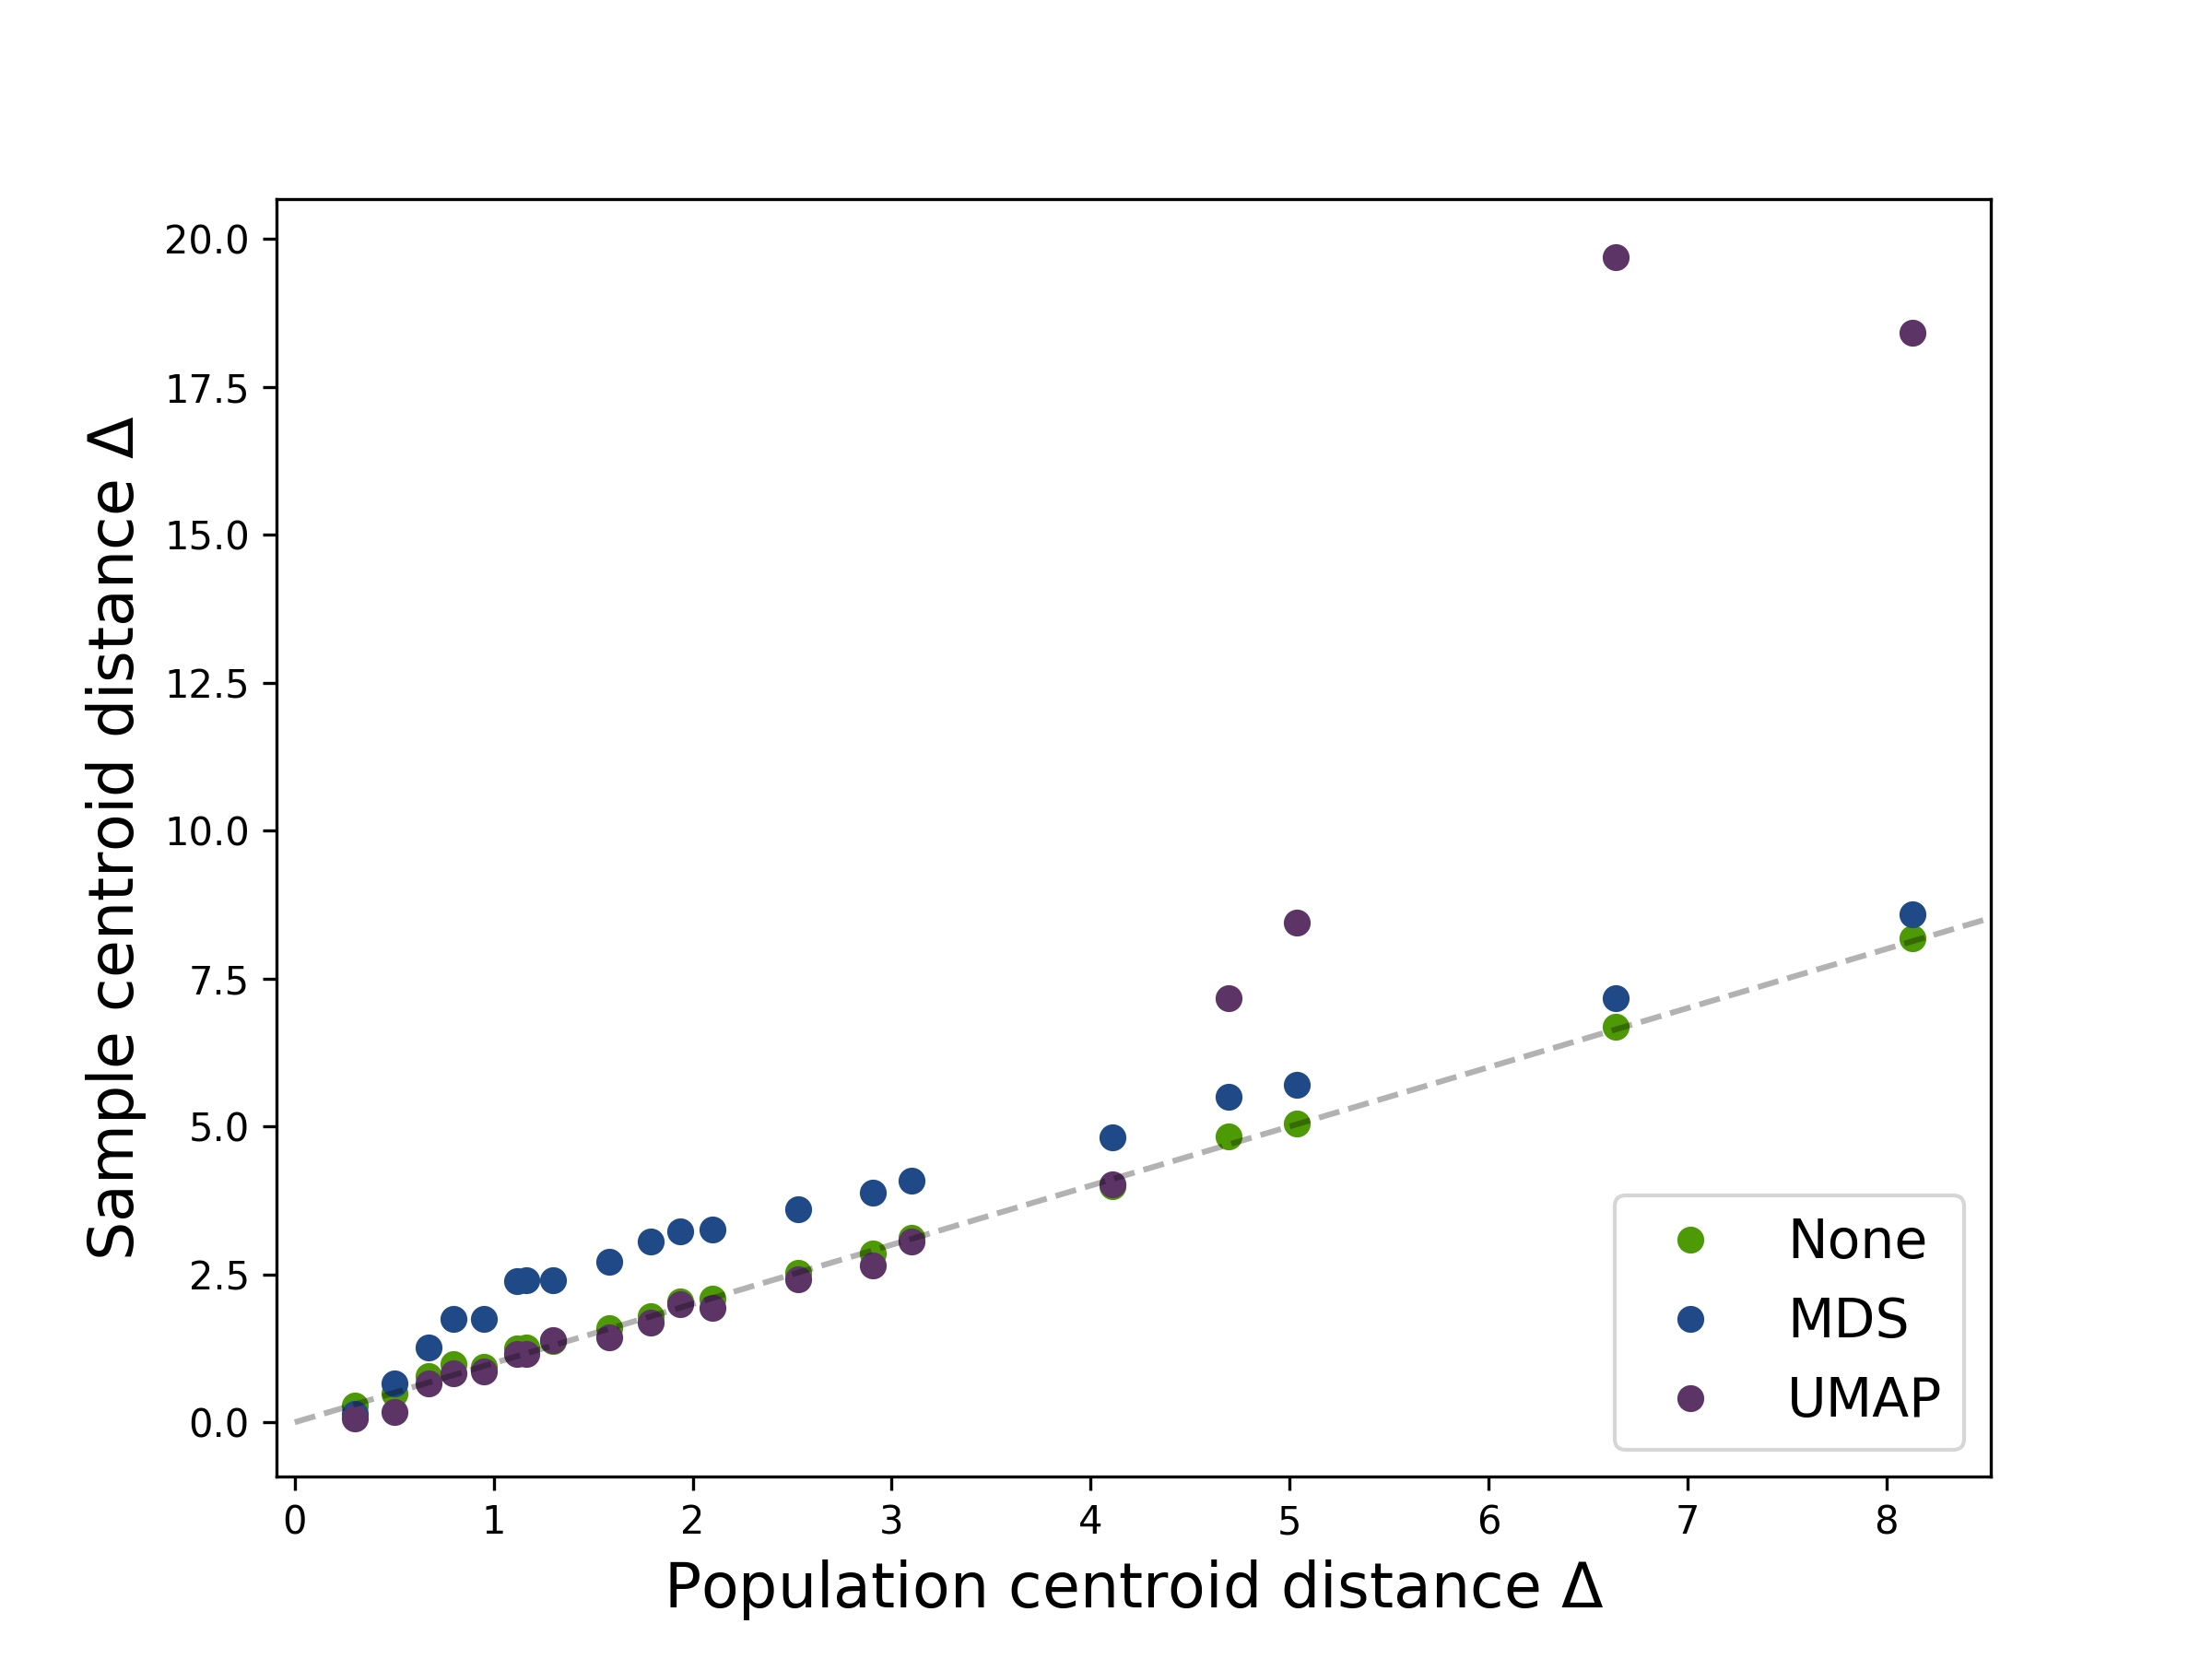 Sample centroid distance Δ
20.0
17.5
15.0
12.5
10.0
7.5
5.0
2.5
0.0
None
MDS
UMAP
0 1 2 3 4 5 6 7 8
Population centroid distance Δ